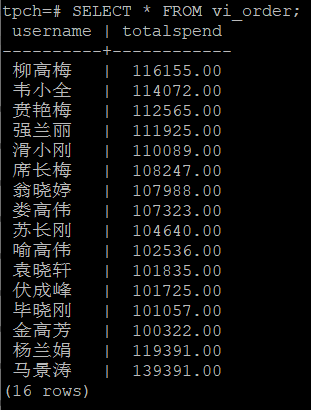 tpch=# SELECT * FROM vi_order;
username | totalspend
----------+-------------
柳高梅 | 116155.00
韦小全 | 114072.00
贲艳梅 | 112565.00
强兰丽 | 111925.00
滑小刚 | 110089.00
席长梅 | 108247.00
翁晓婷 | 107988.00
娄高伟 | 107323.00
苏长刚 | 104640.00
喻高伟 | 102536.00
袁晓轩 | 101835.00
伏成峰 | 101725.00
毕晓刚 | 101057.00
金高芳 | 100322.00
杨兰娟 | 119391.00
马景涛 | 139391.00
(16 rows)